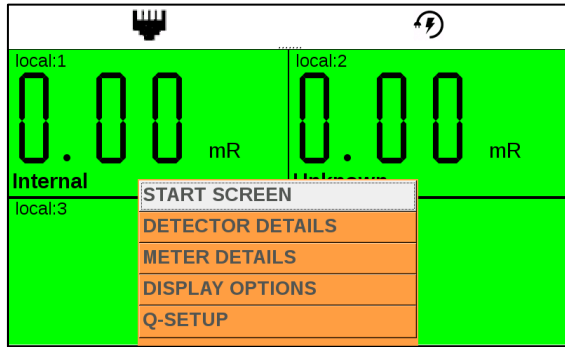 local:1
local:2
0.00 mR
0.00 mR
Internal
Unknown
local:3
START SCREEN
DETECTOR DETAILS
METER DETAILS
DISPLAY OPTIONS
Q-SETUP